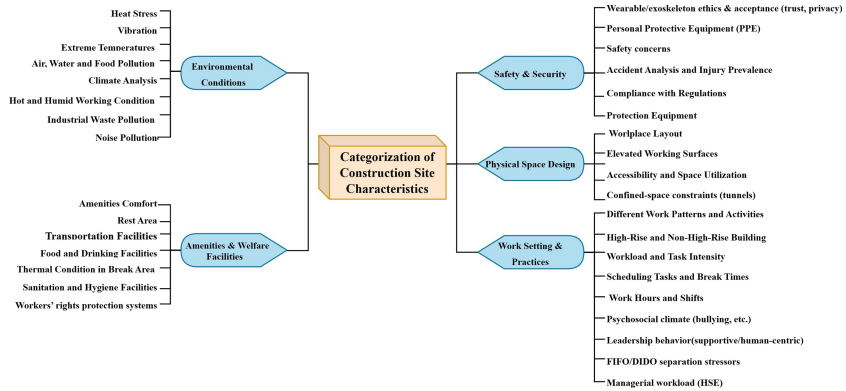 Heat Stress
Vibration
Extreme Temperatures
Air, Water and Food Pollution
Climate Analysis
Hot and Humid Working Condition
Industrial Waste Pollution
Noise Pollution
Environmental
Conditions
Amenities Comfort
Rest Area
Transportation Facilities
Food and Drinking Facilities
Thermal Condition in Break Area
Sanitation and Hygiene Facilities
Workers' rights protection systems
Amenities & Welfare
Facilities
Categorization of
Construction Site
Characteristics
Safety & Security
Wearable/exoskeleton ethics & acceptance (trust, privacy)
Personal Protective Equipment (PPE)
Safety concerns
Accident Analysis and Injury Prevalence
Compliance with Regulations
Protection Equipment
Physical Space Design
Worlplace Layout
Elevated Working Surfaces
Accessibility and Space Utilization
Confined-space constraints (tunnels)
Work Setting &
Practices
Different Work Patterns and Activities
High-Rise and Non-High-Rise Building
Workload and Task Intensity
Scheduling Tasks and Break Times
Work Hours and Shifts
Psychosocial climate (bullying, etc.)
Leadership behavior(supportive/human-centric)
FIFO/DIDO separation stressors
Managerial workload (HSE)